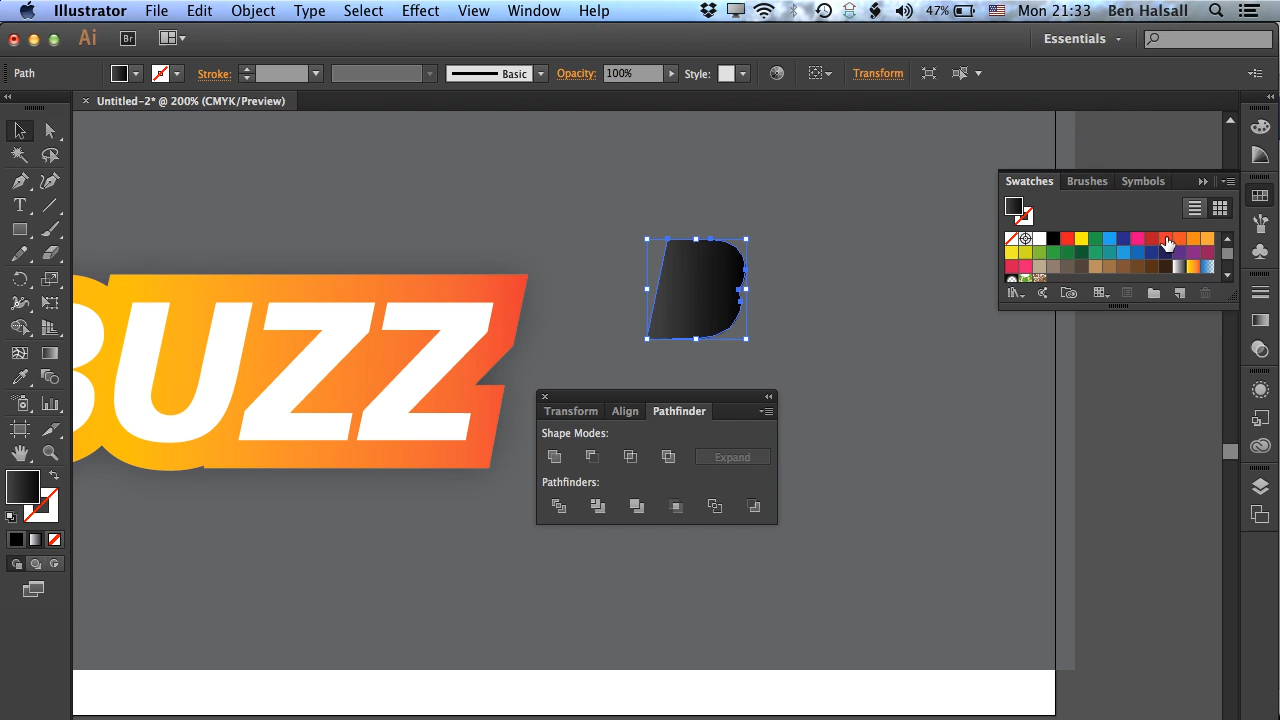 Illustrator File Edit Object Type Select Effect View Window Help 47% Mon 21:33 Ben Halsall
Ai Br Essentials
Path Stroke: Basic Opacity: 100% Style: Transform
Untitled-2* @ 200% (CMYK/Preview)
Swatches Brushes Symbols
BUZZ
Transform Align Pathfinder
Shape Modes:
Expand
Pathfinders: